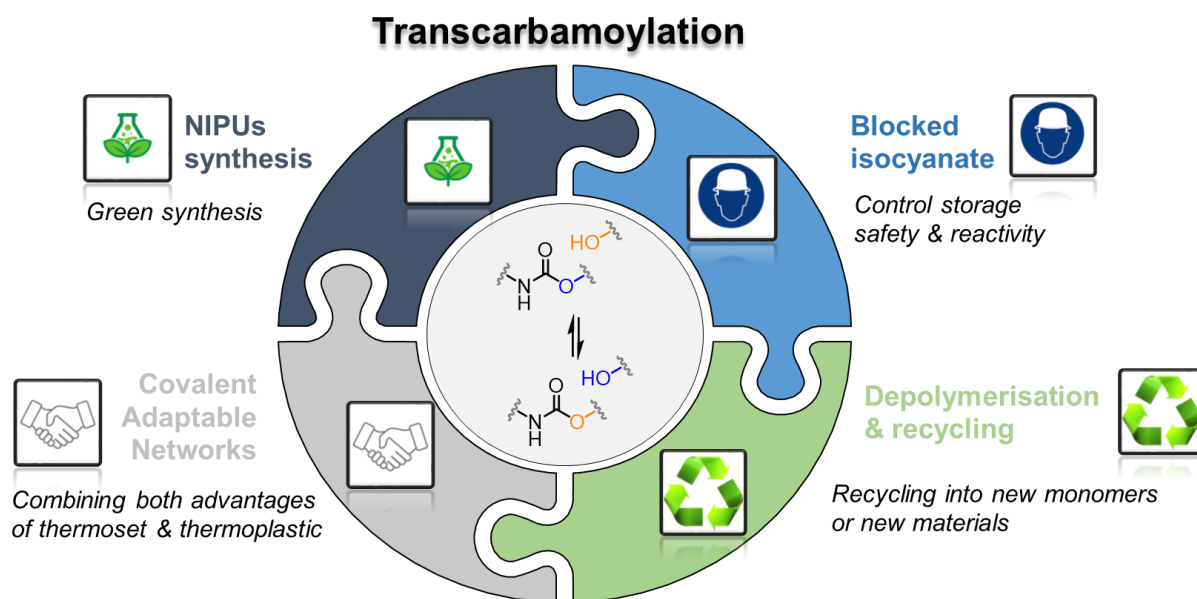 Transcarbamoylation
NIPUs
synthesis
Green synthesis
Blocked
isocyanate
Control storage
safety & reactivity
HO
O
N
H
O
HO
O
N
H
O
Covalent
Adaptable
Networks
Combining both advantages
of thermoset & thermoplastic
Depolymerisation
& recycling
Recycling into new monomers
or new materials